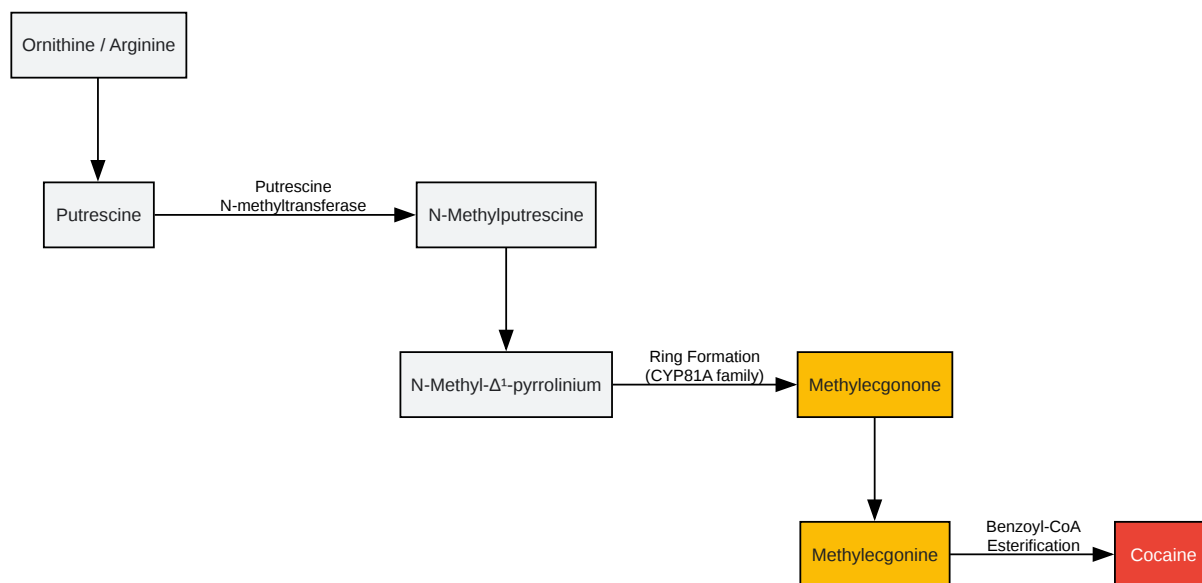 Ornithine / Arginine
Putrescine
Putrescine
N-methyltransferase
N-Methylputrescine
N-Methyl-Δ¹-pyrrolinium
Ring Formation
(CYP81A family)
Methylecgonone
Methylecgonine
Benzoyl-CoA
Esterification
Cocaine